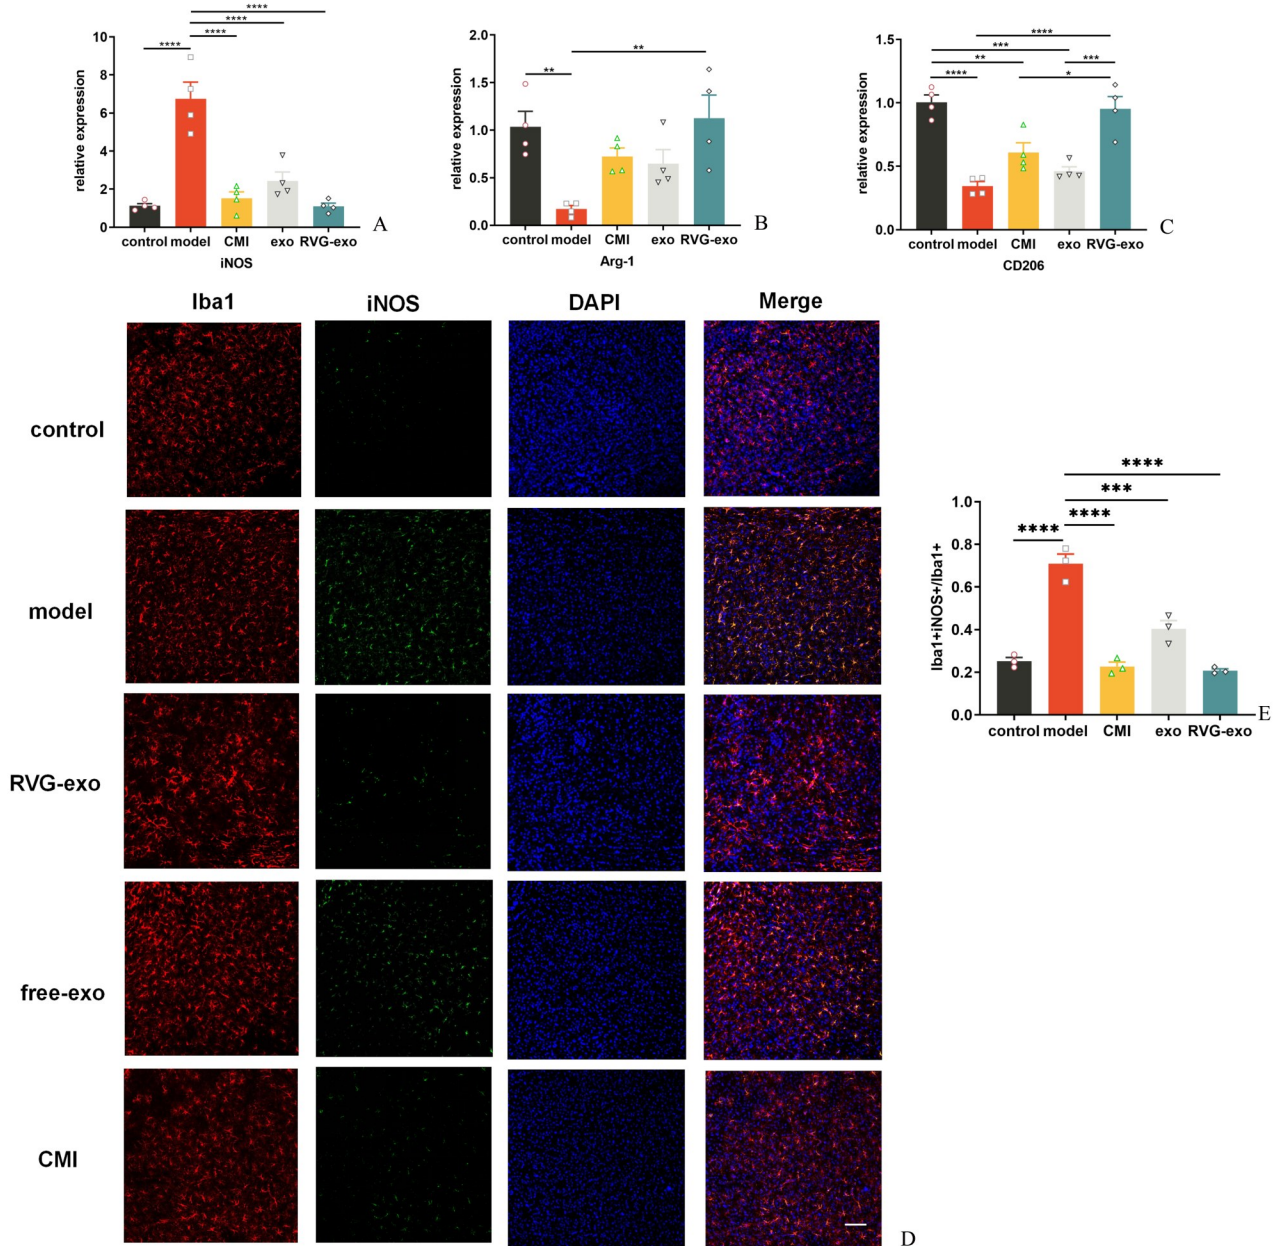 ****
****
****
****
10
8
6
4
2
0
relative expression
control model CMI exo RVG-exo
iNOS
A
**
**
2.0
1.5
1.0
0.5
0.0
relative expression
control model CMI exo RVG-exo
Arg-1
B
****
***
** ***
**** *
1.5
1.0
0.5
0.0
relative expression
control model CMI exo RVG-exo
CD206
C
Iba1 iNOS DAPI Merge
control
model
RVG-exo
free-exo
CMI
D
****
***
****
****
1.0
0.8
0.6
0.4
0.2
0.0
Iba1+iNOS+/Iba1+
control model CMI exo RVG-exo
E